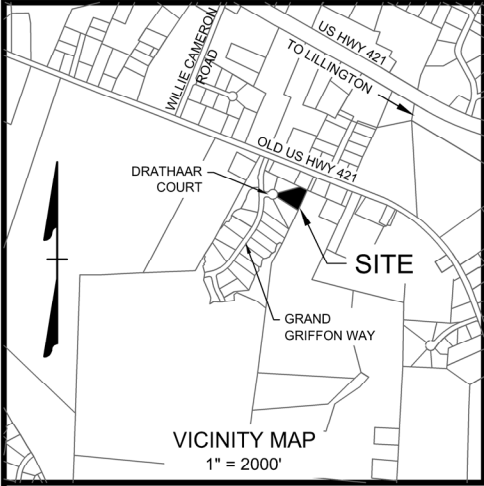 US HWY 421
TO LILLINGTON
WILLIE CAMERON
ROAD
OLD US HWY 421
DRATHAAR
COURT
SITE
GRAND
GRIFFON WAY
VICINITY MAP
1" = 2000'